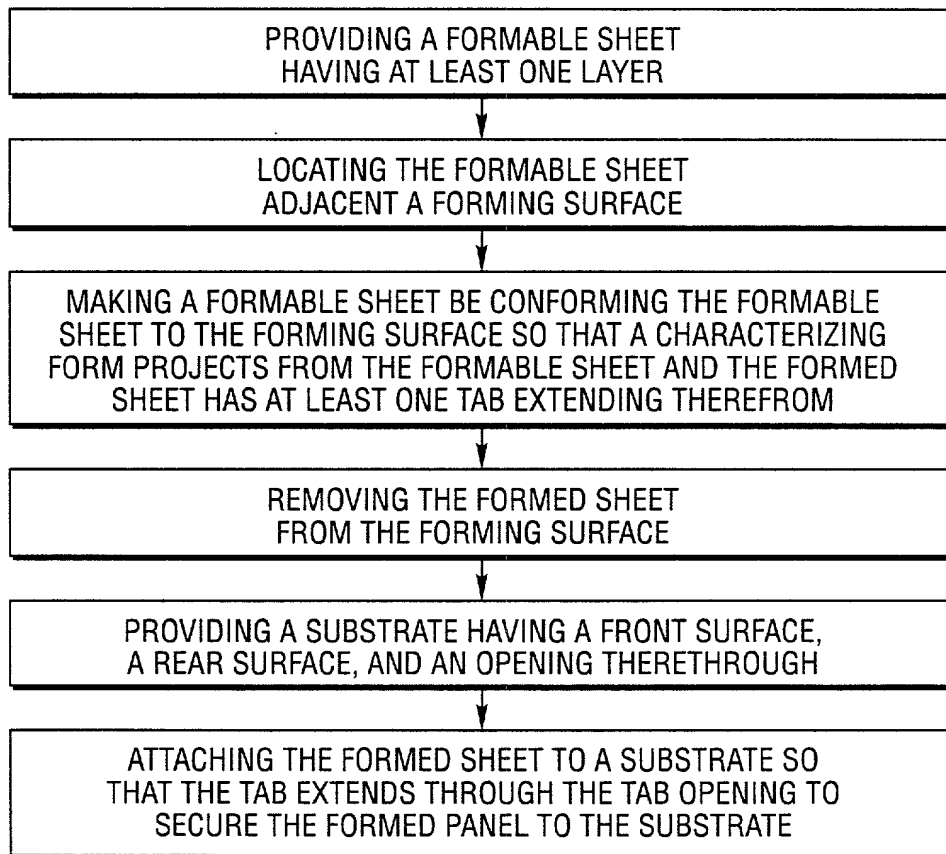 PROVIDING A FORMABLE SHEET
HAVING AT LEAST ONE LAYER
LOCATING THE FORMABLE SHEET
ADJACENT A FORMING SURFACE
MAKING A FORMABLE SHEET BE CONFORMING THE FORMABLE
SHEET TO THE FORMING SURFACE SO THAT A CHARACTERIZING
FORM PROJECTS FROM THE FORMABLE SHEET AND THE FORMED
SHEET HAS AT LEAST ONE TAB EXTENDING THEREFROM
REMOVING THE FORMED SHEET
FROM THE FORMING SURFACE
PROVIDING A SUBSTRATE HAVING A FRONT SURFACE,
A REAR SURFACE, AND AN OPENING THERETHROUGH
ATTACHING THE FORMED SHEET TO A SUBSTRATE SO
THAT THE TAB EXTENDS THROUGH THE TAB OPENING TO
SECURE THE FORMED PANEL TO THE SUBSTRATE